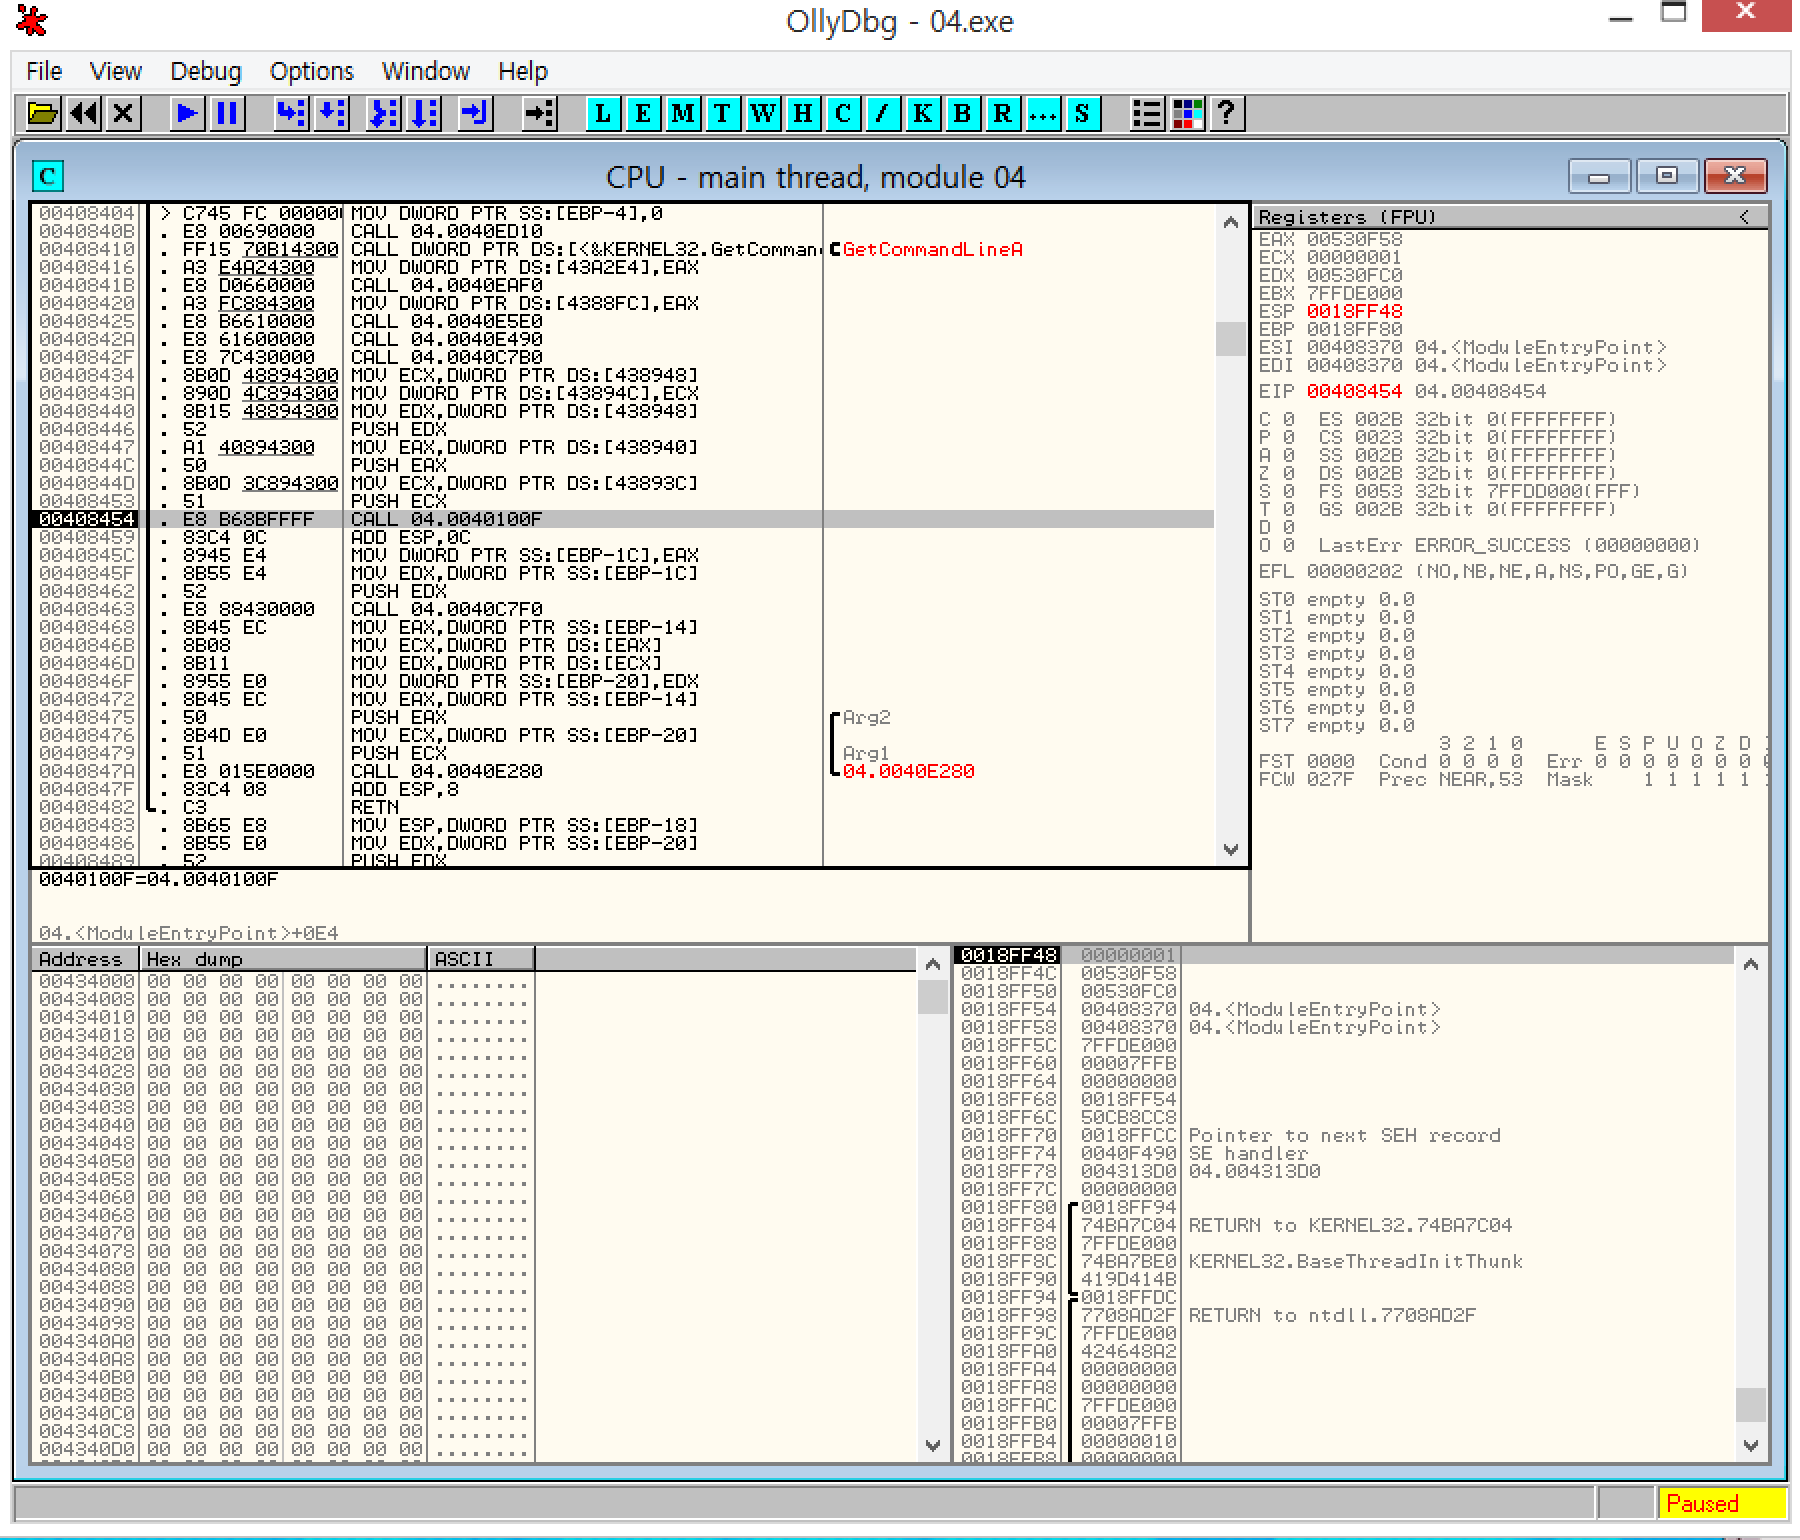 OllyDbg - 04.exe
File View Debug Options Window Help
L E M T W H C / K B R ... S ?
C CPU - main thread, module 04
00408404 > C745 FC 00000 MOV DWORD PTR SS:[EBP-4],0
0040840B . E8 00690000 CALL 04.0040ED10
00408410 . FF15 70B14300 CALL DWORD PTR DS:[<&KERNEL32.GetComman GetCommandLineA
00408416 . A3 E4A24300 MOV DWORD PTR DS:[43A2E4],EAX
0040841B . E8 D0660000 CALL 04.0040EAF0
00408420 . A3 FC884300 MOV DWORD PTR DS:[4388FC],EAX
00408425 . E8 B6610000 CALL 04.0040E5E0
0040842A . E8 61600000 CALL 04.0040E490
0040842F . E8 7C430000 CALL 04.0040C7B0
00408434 . 8B0D 48894300 MOV ECX,DWORD PTR DS:[438948]
0040843A . 890D 4C894300 MOV DWORD PTR DS:[43894C],ECX
00408440 . 8B15 48894300 MOV EDX,DWORD PTR DS:[438948]
00408446 . 52 PUSH EDX
00408447 . A1 40894300 MOV EAX,DWORD PTR DS:[438940]
0040844C . 50 PUSH EAX
0040844D . 8B0D 3C894300 MOV ECX,DWORD PTR DS:[43893C]
00408453 . 51 PUSH ECX
00408454 . E8 B68BFFFF CALL 04.0040100F
00408459 . 83C4 0C ADD ESP,0C
0040845C . 8945 E4 MOV DWORD PTR SS:[EBP-1C],EAX
0040845F . 8B55 E4 MOV EDX,DWORD PTR SS:[EBP-1C]
00408462 . 52 PUSH EDX
00408463 . E8 88430000 CALL 04.0040C7F0
00408468 . 8B45 EC MOV EAX,DWORD PTR SS:[EBP-14]
0040846B . 8B08 MOV ECX,DWORD PTR DS:[EAX]
0040846D . 8B11 MOV EDX,DWORD PTR DS:[ECX]
0040846F . 8955 E0 MOV DWORD PTR SS:[EBP-20],EDX
00408472 . 8B45 EC MOV EAX,DWORD PTR SS:[EBP-14]
00408475 . 50 PUSH EAX Arg2
00408476 . 8B4D E0 MOV ECX,DWORD PTR SS:[EBP-20]
00408479 . 51 PUSH ECX Arg1
0040847A . E8 015E0000 CALL 04.0040E280 04.0040E280
0040847F . 83C4 08 ADD ESP,8
00408482 . C3 RETN
00408483 . 8B65 E8 MOV ESP,DWORD PTR SS:[EBP-18]
00408486 . 8B55 E0 MOV EDX,DWORD PTR SS:[EBP-20]
00408489 . 52 PUSH EDX
0040100F=04.0040100F
04.<ModuleEntryPoint>+0E4
Registers (FPU) <
EAX 00530F58
ECX 00000001
EDX 00530FC0
EBX 7FFDE000
ESP 0018FF48
EBP 0018FF80
ESI 00408370 04.<ModuleEntryPoint>
EDI 00408370 04.<ModuleEntryPoint>
EIP 00408454 04.00408454
C 0 ES 002B 32bit 0(FFFFFFFF)
P 0 CS 0023 32bit 0(FFFFFFFF)
A 0 SS 002B 32bit 0(FFFFFFFF)
Z 0 DS 002B 32bit 0(FFFFFFFF)
S 0 FS 0053 32bit 7FFDD000(FFF)
T 0 GS 002B 32bit 0(FFFFFFFF)
D 0
O 0 LastErr ERROR_SUCCESS (00000000)
EFL 00000202 (NO,NB,NE,A,NS,PO,GE,G)
ST0 empty 0.0
ST1 empty 0.0
ST2 empty 0.0
ST3 empty 0.0
ST4 empty 0.0
ST5 empty 0.0
ST6 empty 0.0
ST7 empty 0.0
3 2 1 0 E S P U O Z D
FST 0000 Cond 0 0 0 0 Err 0 0 0 0 0 0 0
FCW 027F Prec NEAR,53 Mask 1 1 1 1 1
Address Hex dump ASCII
00434000 00 00 00 00 00 00 00 00 ........
00434008 00 00 00 00 00 00 00 00 ........
00434010 00 00 00 00 00 00 00 00 ........
00434018 00 00 00 00 00 00 00 00 ........
00434020 00 00 00 00 00 00 00 00 ........
00434028 00 00 00 00 00 00 00 00 ........
00434030 00 00 00 00 00 00 00 00 ........
00434038 00 00 00 00 00 00 00 00 ........
00434040 00 00 00 00 00 00 00 00 ........
00434048 00 00 00 00 00 00 00 00 ........
00434050 00 00 00 00 00 00 00 00 ........
00434058 00 00 00 00 00 00 00 00 ........
00434060 00 00 00 00 00 00 00 00 ........
00434068 00 00 00 00 00 00 00 00 ........
00434070 00 00 00 00 00 00 00 00 ........
00434078 00 00 00 00 00 00 00 00 ........
00434080 00 00 00 00 00 00 00 00 ........
00434088 00 00 00 00 00 00 00 00 ........
00434090 00 00 00 00 00 00 00 00 ........
00434098 00 00 00 00 00 00 00 00 ........
004340A0 00 00 00 00 00 00 00 00 ........
004340A8 00 00 00 00 00 00 00 00 ........
004340B0 00 00 00 00 00 00 00 00 ........
004340B8 00 00 00 00 00 00 00 00 ........
004340C0 00 00 00 00 00 00 00 00 ........
004340C8 00 00 00 00 00 00 00 00 ........
004340D0 00 00 00 00 00 00 00 00 ........
0018FF48 00000001
0018FF4C 00530F58
0018FF50 00530FC0
0018FF54 00408370 04.<ModuleEntryPoint>
0018FF58 00408370 04.<ModuleEntryPoint>
0018FF5C 7FFDE000
0018FF60 00007FFB
0018FF64 00000000
0018FF68 0018FF54
0018FF6C 50CB8CC8
0018FF70 0018FFCC Pointer to next SEH record
0018FF74 0040F490 SE handler
0018FF78 004313D0 04.004313D0
0018FF7C 00000000
0018FF80 0018FF94
0018FF84 74BA7C04 RETURN to KERNEL32.74BA7C04
0018FF88 7FFDE000
0018FF8C 74BA7BE0 KERNEL32.BaseThreadInitThunk
0018FF90 419D414B
0018FF94 0018FFDC
0018FF98 7708AD2F RETURN to ntdll.7708AD2F
0018FF9C 7FFDE000
0018FFA0 424648A2
0018FFA4 00000000
0018FFA8 00000000
0018FFAC 7FFDE000
0018FFB0 00007FFB
0018FFB4 00000010
0018FFB8 00000000
Paused